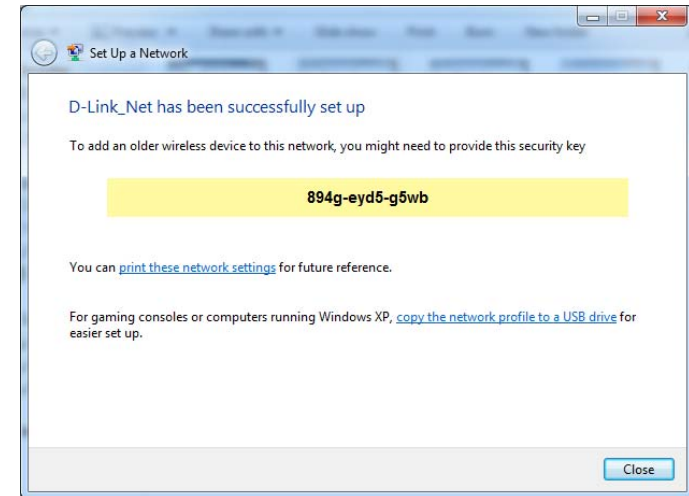 Set Up a Network
D-Link_Net has been successfully set up
To add an older wireless device to this network, you might need to provide this security key
894g-eyd5-g5wb
You can print these network settings for future reference.
For gaming consoles or computers running Windows XP, copy the network profile to a USB drive for
easier set up.
Close